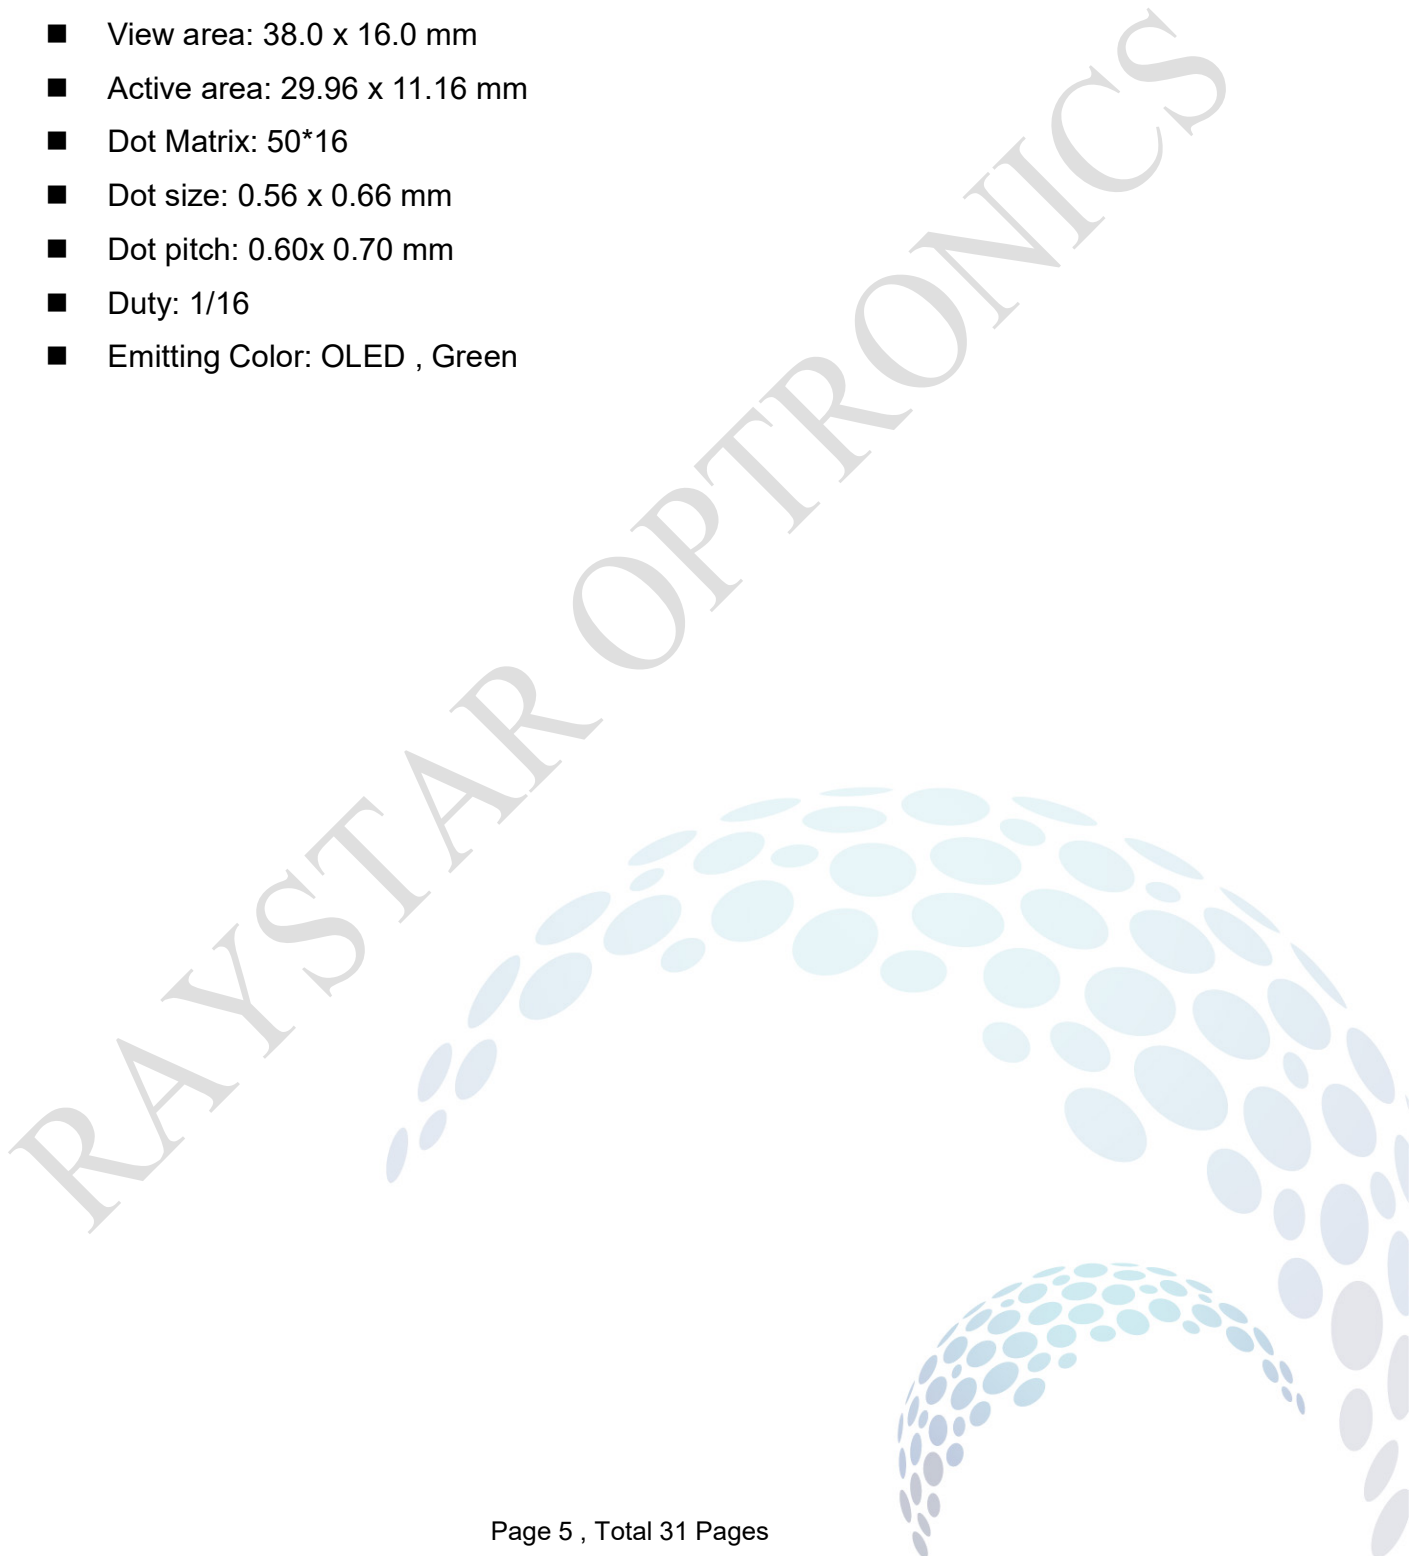 ■ View area: 38.0 x 16.0 mm
■ Active area: 29.96 x 11.16 mm
■ Dot Matrix: 50*16
■ Dot size: 0.56 x 0.66 mm
■ Dot pitch: 0.60x 0.70 mm
■ Duty: 1/16
■ Emitting Color: OLED , Green
RAYSTAR OPTRONICS
Page 5 , Total 31 Pages